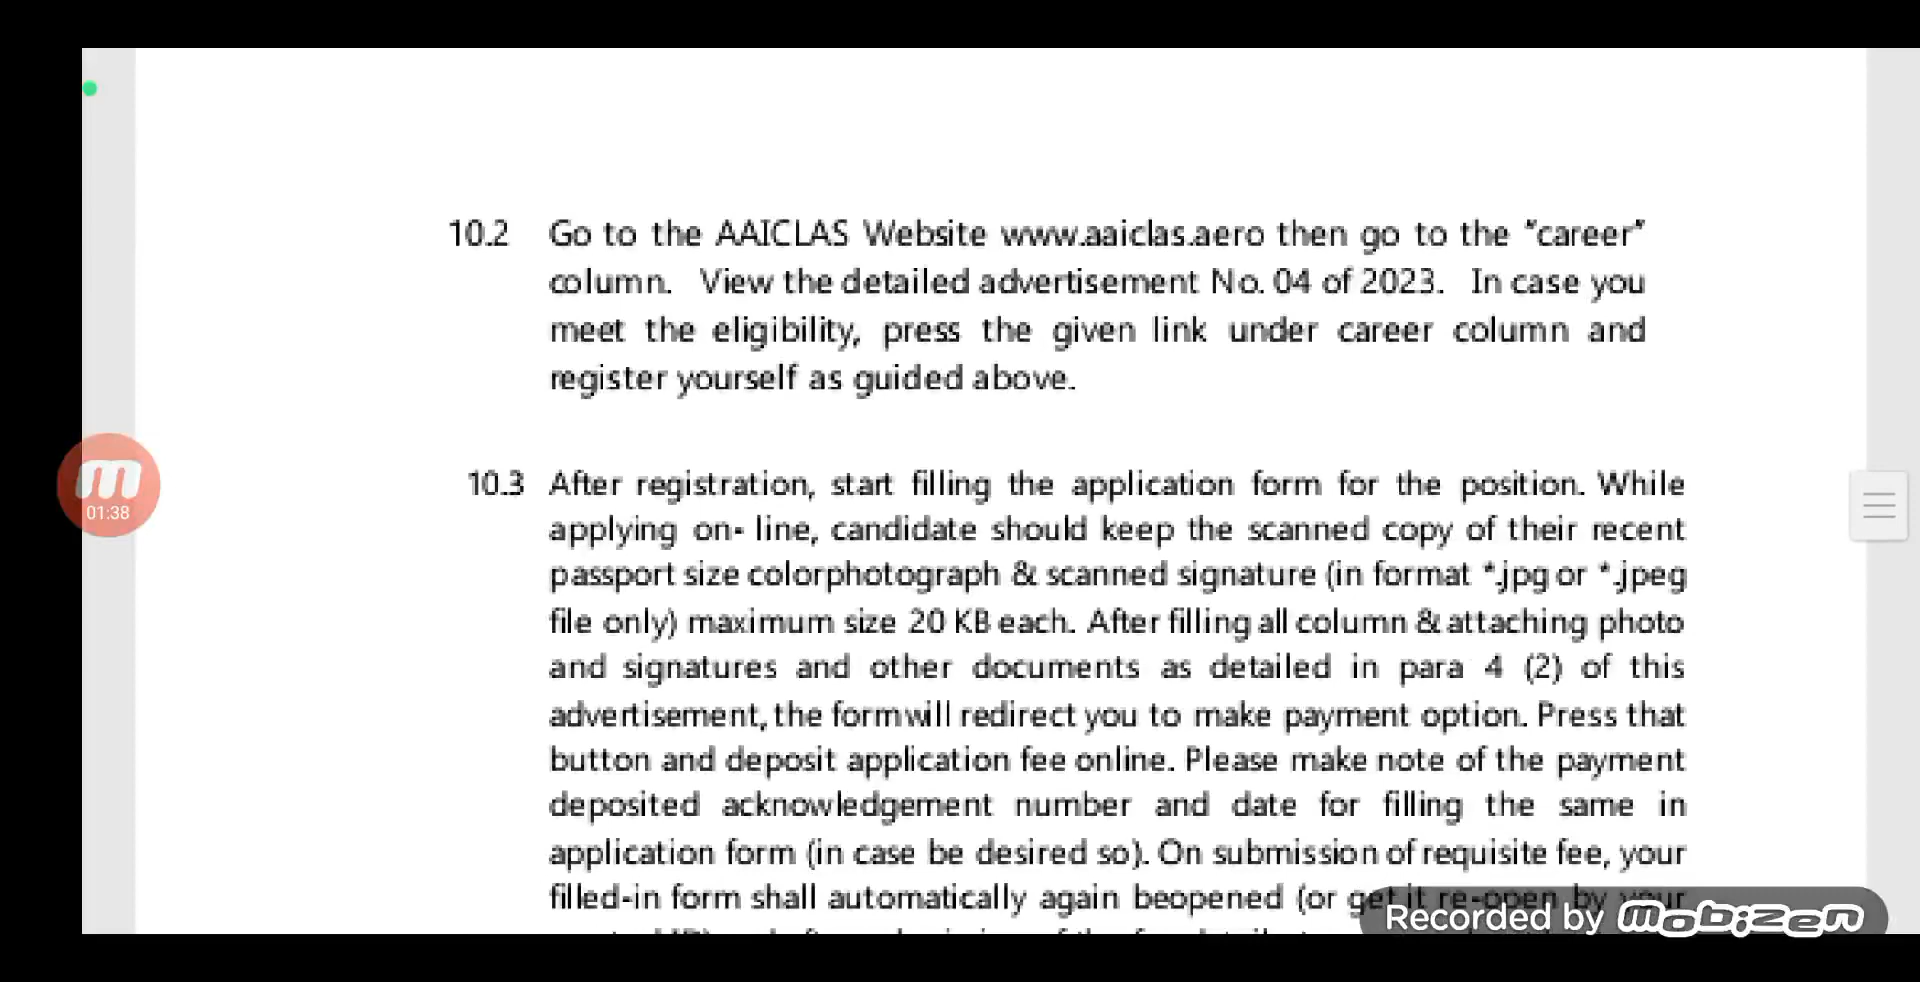 10.2 Go to the AAICLAS Website www.aaiclas.aero then go to the "career"
column. View the detailed advertisement No. 04 of 2023. In case you
meet the eligibility, press the given link under career column and
register yourself as guided above.
10.3 After registration, start filling the application form for the position. While
applying on- line, candidate should keep the scanned copy of their recent
passport size colorphotograph & scanned signature (in format *.jpg or *.jpeg
file only) maximum size 20 KB each. After filling all column & attaching photo
and signatures and other documents as detailed in para 4 (2) of this
advertisement, the formwill redirect you to make payment option. Press that
button and deposit application fee online. Please make note of the payment
deposited acknowledgement number and date for filling the same in
application form (in case be desired so). On submission of requisite fee, your
filled-in form shall automatically again beopened (or get it re-open by your
01:38
Recorded by mobizen